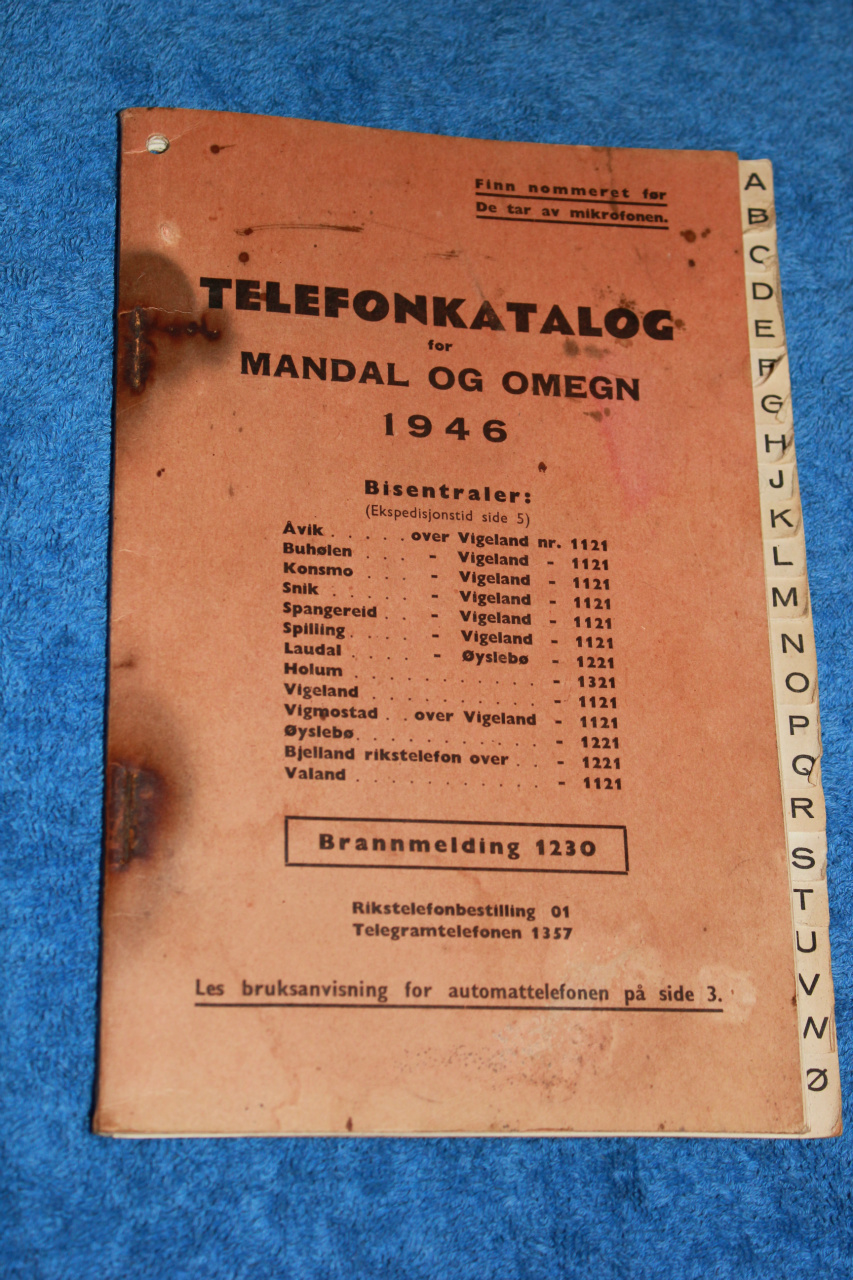 Finn nommeret før
De tar av mikrofonen.
TELEFONKATALOG
for
MANDAL OG OMEGN
1946
Bisentraler:
(Ekspedisjonstid side 5)
Åvik . . . . . over Vigeland nr. 1121
Buhølen . . . - Vigeland - 1121
Konsmo . . . - Vigeland - 1121
Snik . . . . . - Vigeland - 1121
Spangereid . . - Vigeland - 1121
Spilling . . . . - Vigeland - 1121
Laudal . . . . - Øyslebø - 1221
Holum . . . . . . . . . . . - 1321
Vigeland . . . . . . . . . . - 1121
Vigmostad . . over Vigeland - 1121
Øyslebø . . . . . . . . . . . - 1221
Bjelland rikstelefon over . . - 1221
Valand . . . . . . . . . . . - 1121
Brannmelding 1230
Rikstelefonbestilling 01
Telegramtelefonen 1357
Les bruksanvisning for automattelefonen på side 3.
A
B
C
D
E
F
G
H
J
K
L
M
N
O
P
Q
R
S
T
U
V
W
Ø